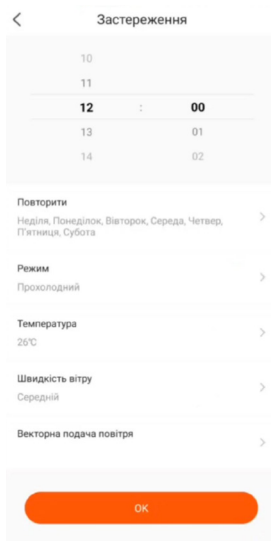 Застереження
10
11
12 : 00
13 01
14 02
Повторити
Неділя, Понеділок, Вівторок, Середа, Четвер,
П'ятниця, Субота
Режим
Прохолодний
Температура
26℃
Швидкість вітру
Середній
Векторна подача повітря
OK